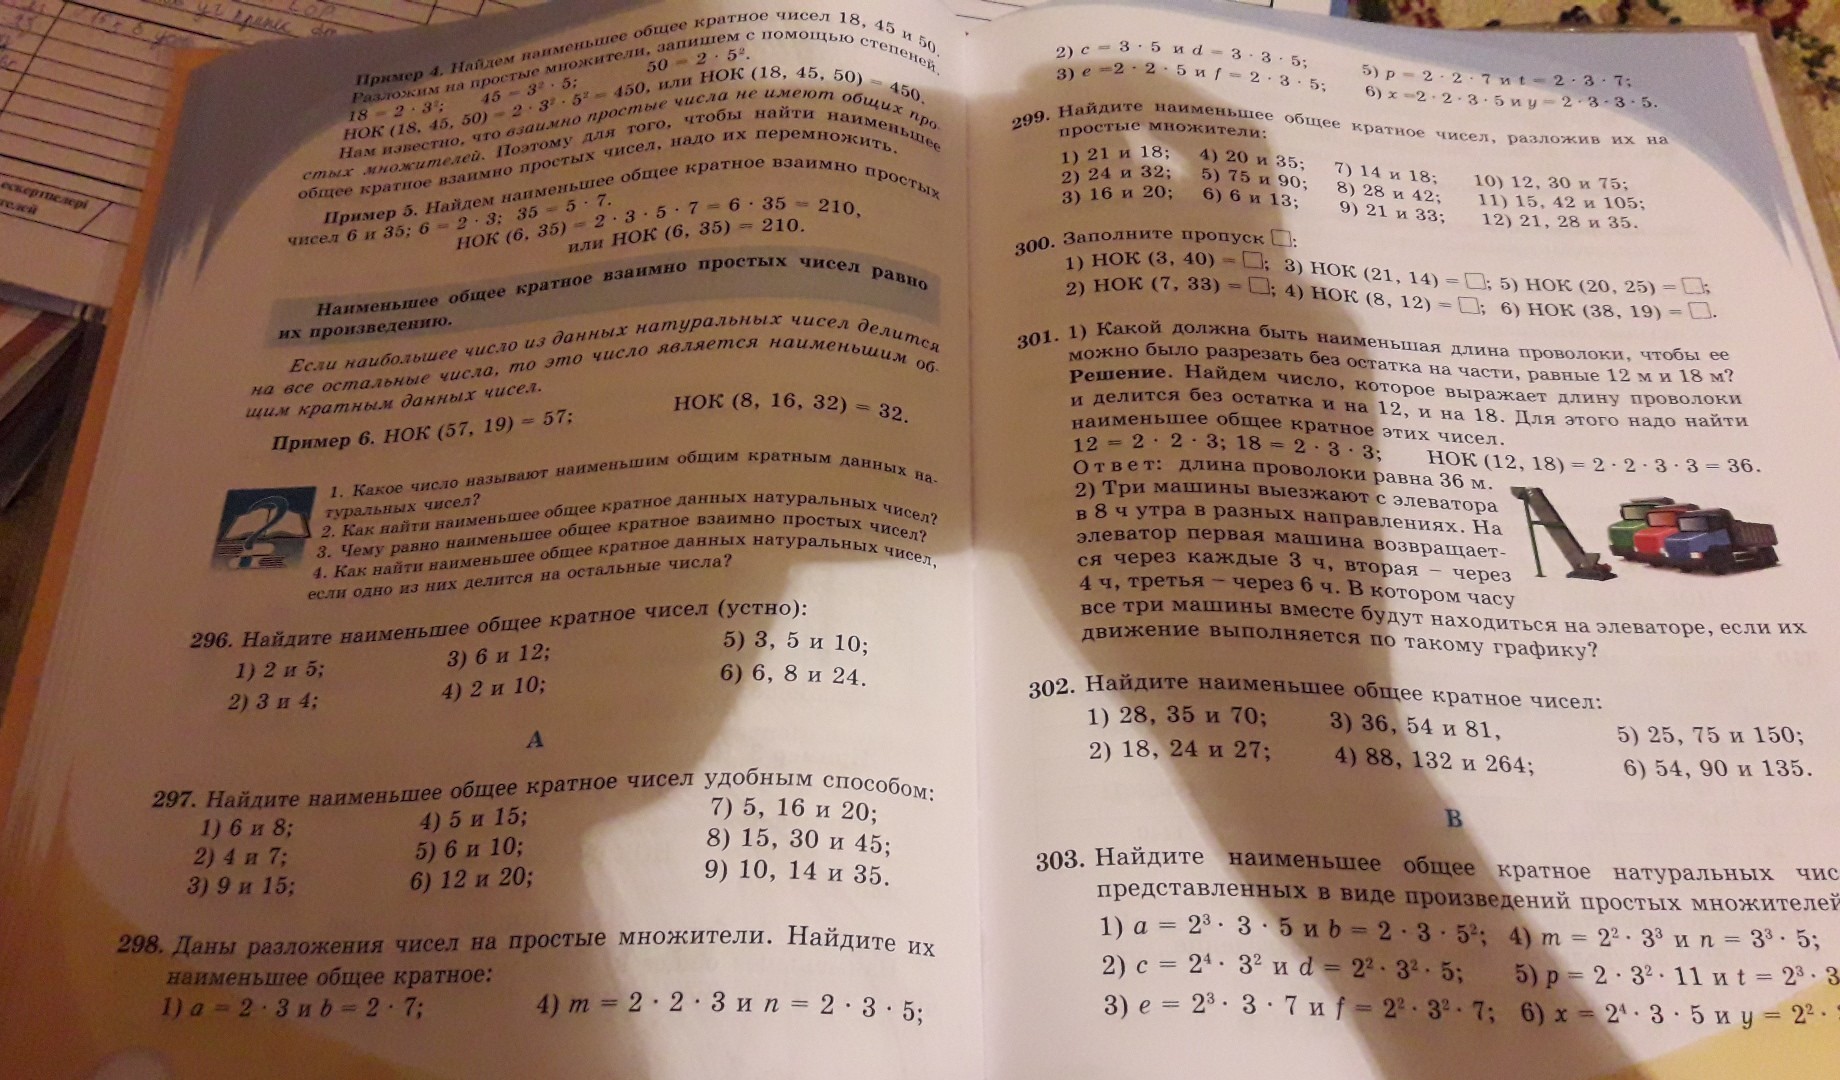 Пример 4. Найдем наименьшее общее кратное чисел 18, 45 и 50.
Разложим на простые множители, запишем с помощью степеней.
18 = 2 · 3²; 45 = 3² · 5; 50 = 2 · 5².
НОК (18, 45, 50) = 2 · 3² · 5² = 450, или НОК (18, 45, 50) = 450.
Нам известно, что взаимно простые числа не имеют общих про-
стых множителей. Поэтому для того, чтобы найти наименьшее
общее кратное взаимно простых чисел, надо их перемножить.
Пример 5. Найдем наименьшее общее кратное взаимно простых
чисел 6 и 35; 6 = 2 · 3; 35 = 5 · 7.
НОК (6, 35) = 2 · 3 · 5 · 7 = 6 · 35 = 210,
или НОК (6, 35) = 210.
Наименьшее общее кратное взаимно простых чисел равно
их произведению.
Если наибольшее число из данных натуральных чисел делится
на все остальные числа, то это число является наименьшим об-
щим кратным данных чисел.
Пример 6. НОК (57, 19) = 57; НОК (8, 16, 32) = 32.
1. Какое число называют наименьшим общим кратным данных на-
туральных чисел?
2. Как найти наименьшее общее кратное данных натуральных чисел?
3. Чему равно наименьшее общее кратное взаимно простых чисел?
4. Как найти наименьшее общее кратное данных натуральных чисел,
если одно из них делится на остальные числа?
296. Найдите наименьшее общее кратное чисел (устно):
1) 2 и 5; 3) 6 и 12; 5) 3, 5 и 10;
2) 3 и 4; 4) 2 и 10; 6) 6, 8 и 24.
А
297. Найдите наименьшее общее кратное чисел удобным способом:
1) 6 и 8; 4) 5 и 15; 7) 5, 16 и 20;
2) 4 и 7; 5) 6 и 10; 8) 15, 30 и 45;
3) 9 и 15; 6) 12 и 20; 9) 10, 14 и 35.
298. Даны разложения чисел на простые множители. Найдите их
наименьшее общее кратное:
1) a = 2 · 3 и b = 2 · 7; 4) m = 2 · 2 · 3 и n = 2 · 3 · 5;
2) c = 3 · 5 и d = 3 · 3 · 5; 5) p = 2 · 2 · 7 и t = 2 · 3 · 7;
3) e =2 · 2 · 5 и f = 2 · 3 · 5; 6) x =2 · 2 · 3 · 5 и y = 2 · 3 · 3 · 5.
299. Найдите наименьшее общее кратное чисел, разложив их на
простые множители:
1) 21 и 18; 4) 20 и 35; 7) 14 и 18; 10) 12, 30 и 75;
2) 24 и 32; 5) 75 и 90; 8) 28 и 42; 11) 15, 42 и 105;
3) 16 и 20; 6) 6 и 13; 9) 21 и 33; 12) 21, 28 и 35.
300. Заполните пропуск □:
1) НОК (3, 40) = □; 3) НОК (21, 14) = □; 5) НОК (20, 25) = □;
2) НОК (7, 33) = □; 4) НОК (8, 12) = □; 6) НОК (38, 19) = □.
301. 1) Какой должна быть наименьшая длина проволоки, чтобы ее
можно было разрезать без остатка на части, равные 12 м и 18 м?
Решение. Найдем число, которое выражает длину проволоки
и делится без остатка и на 12, и на 18. Для этого надо найти
наименьшее общее кратное этих чисел.
12 = 2 · 2 · 3; 18 = 2 · 3 · 3; НОК (12, 18) = 2 · 2 · 3 · 3 = 36.
Ответ: длина проволоки равна 36 м.
2) Три машины выезжают с элеватора
в 8 ч утра в разных направлениях. На
элеватор первая машина возвращает-
ся через каждые 3 ч, вторая – через
4 ч, третья – через 6 ч. В котором часу
все три машины вместе будут находиться на элеваторе, если их
движение выполняется по такому графику?
302. Найдите наименьшее общее кратное чисел:
1) 28, 35 и 70; 3) 36, 54 и 81, 5) 25, 75 и 150;
2) 18, 24 и 27; 4) 88, 132 и 264; 6) 54, 90 и 135.
В
303. Найдите наименьшее общее кратное натуральных чис
представленных в виде произведений простых множителей
1) a = 2³ · 3 · 5 и b = 2 · 3 · 5²; 4) m = 2² · 3³ и n = 3³ · 5;
2) c = 2⁴ · 3² и d = 2² · 3² · 5; 5) p = 2 · 3² · 11 и t = 2³ · 3
3) e = 2³ · 3 · 7 и f = 2² · 3² · 7; 6) x = 2⁴ · 3 · 5 и y = 2² ·